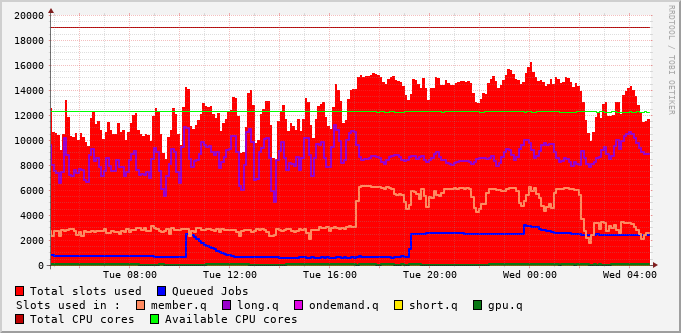 20000
18000
16000
14000
12000
10000
8000
6000
4000
2000
0
Tue 08:00 Tue 12:00 Tue 16:00 Tue 20:00 Wed 00:00 Wed 04:00
RRDTOOL / TOBI OETIKER
Total slots used Queued Jobs
Slots used in : member.q long.q ondemand.q short.q gpu.q
Total CPU cores Available CPU cores